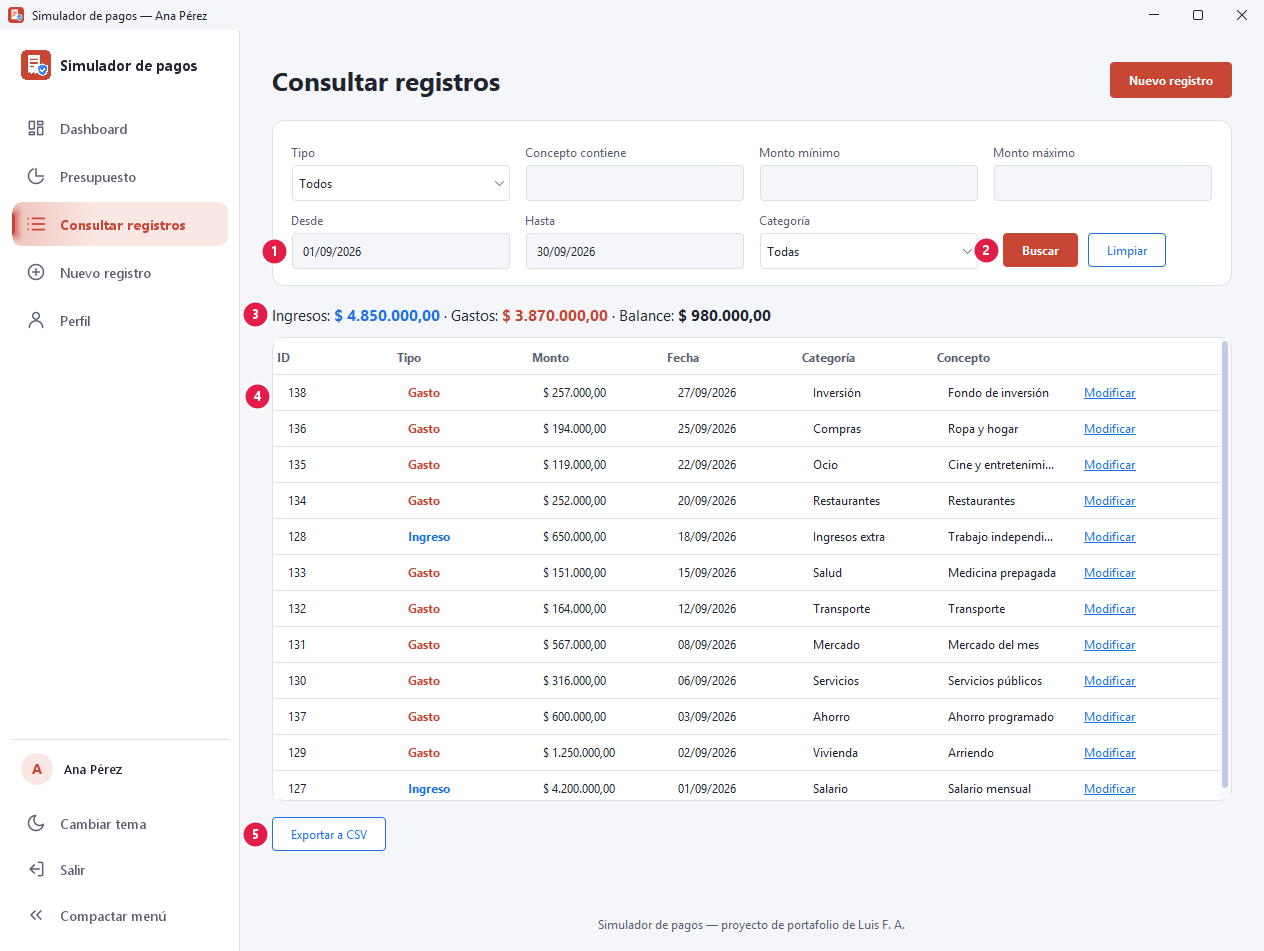 Simulador de pagos — Ana Pérez
Simulador de pagos
Dashboard
Presupuesto
Consultar registros
Nuevo registro
Perfil
A Ana Pérez
Cambiar tema
Salir
Compactar menú
Consultar registros
Nuevo registro
Tipo Concepto contiene Monto mínimo Monto máximo
Todos
Desde Hasta Categoría
1 01/09/2026 30/09/2026 Todas 2 Buscar Limpiar
3 Ingresos: $ 4.850.000,00 · Gastos: $ 3.870.000,00 · Balance: $ 980.000,00
ID Tipo Monto Fecha Categoría Concepto
4 138 Gasto $ 257.000,00 27/09/2026 Inversión Fondo de inversión Modificar
136 Gasto $ 194.000,00 25/09/2026 Compras Ropa y hogar Modificar
135 Gasto $ 119.000,00 22/09/2026 Ocio Cine y entretenimi... Modificar
134 Gasto $ 252.000,00 20/09/2026 Restaurantes Restaurantes Modificar
128 Ingreso $ 650.000,00 18/09/2026 Ingresos extra Trabajo independi... Modificar
133 Gasto $ 151.000,00 15/09/2026 Salud Medicina prepagada Modificar
132 Gasto $ 164.000,00 12/09/2026 Transporte Transporte Modificar
131 Gasto $ 567.000,00 08/09/2026 Mercado Mercado del mes Modificar
130 Gasto $ 316.000,00 06/09/2026 Servicios Servicios públicos Modificar
137 Gasto $ 600.000,00 03/09/2026 Ahorro Ahorro programado Modificar
129 Gasto $ 1.250.000,00 02/09/2026 Vivienda Arriendo Modificar
127 Ingreso $ 4.200.000,00 01/09/2026 Salario Salario mensual Modificar
5 Exportar a CSV
Simulador de pagos — proyecto de portafolio de Luis F. A.